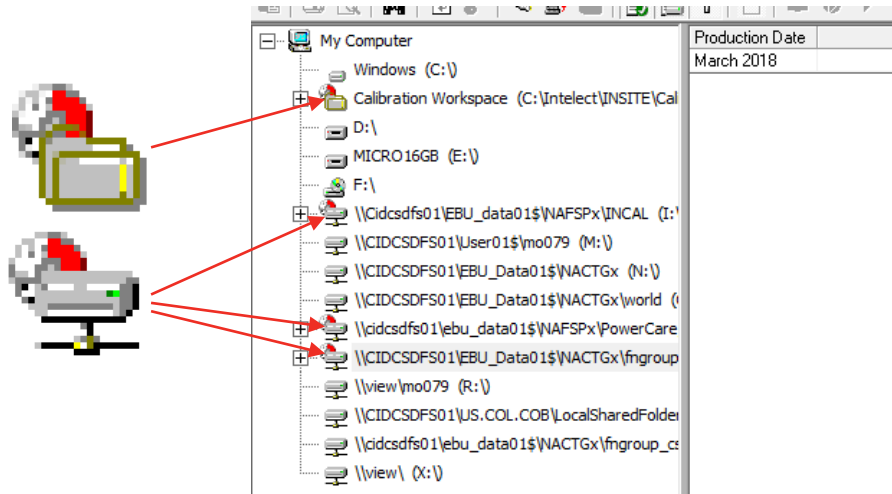 My Computer
Production Date
Windows (C:\)
March 2018
Calibration Workspace (C:\Intelect\INSITE\Cal
D:\
MICRO16GB (E:\)
F:\
\\Cidcsdfs01\EBU_data01$\NAFSPx\INCAL (I:\
\\CIDCSDFS01\User01$\mo079 (M:\)
\\CIDCSDFS01\EBU_Data01$\NACTGx (N:\)
\\CIDCSDFS01\EBU_Data01$\NACTGx\world (
\\cidcsdfs01\ebu_data01$\NAFSPx\PowerCare
\\CIDCSDFS01\EBU_Data01$\NACTGx\fngroup
\\view\mo079 (R:\)
\\CIDCSDFS01\US.COL.COB\LocalSharedFolder
\\cidcsdfs01\ebu_data01$\NACTGx\fngroup_cs
\\view\ (X:\)